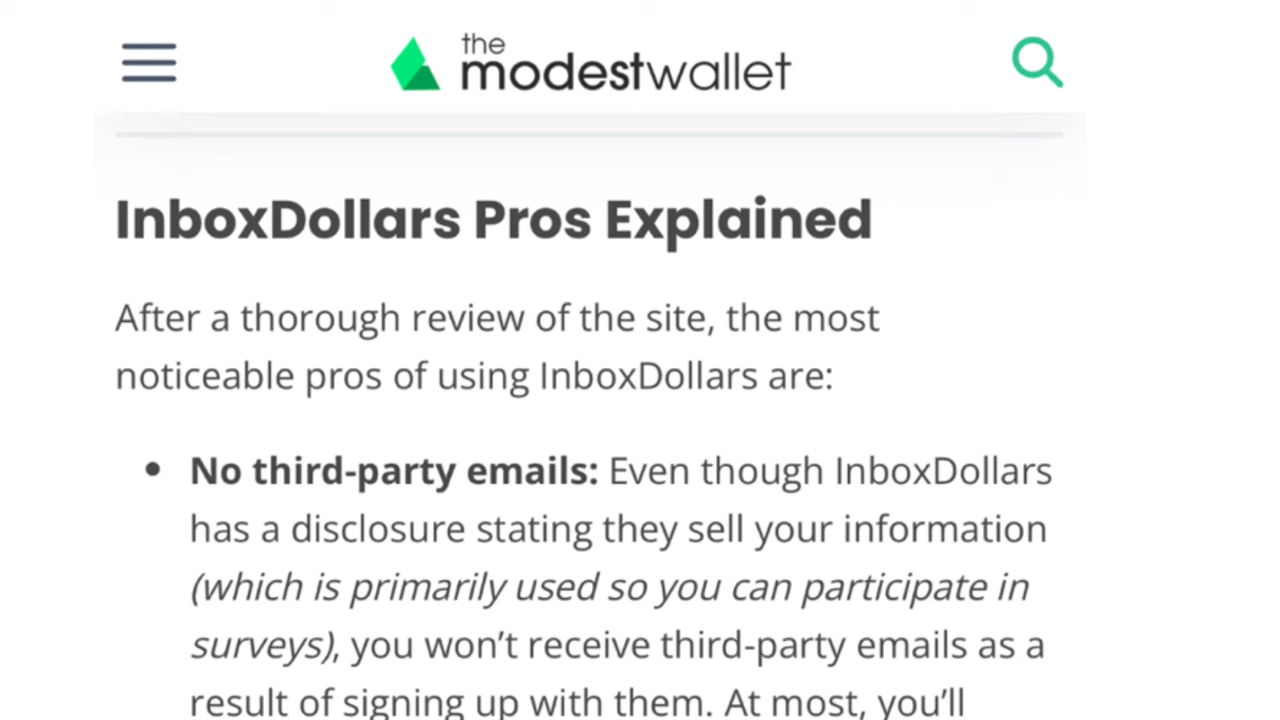 the
modestwallet
InboxDollars Pros Explained
After a thorough review of the site, the most
noticeable pros of using InboxDollars are:
• No third-party emails: Even though InboxDollars
has a disclosure stating they sell your information
(which is primarily used so you can participate in
surveys), you won’t receive third-party emails as a
result of signing up with them. At most, you’ll